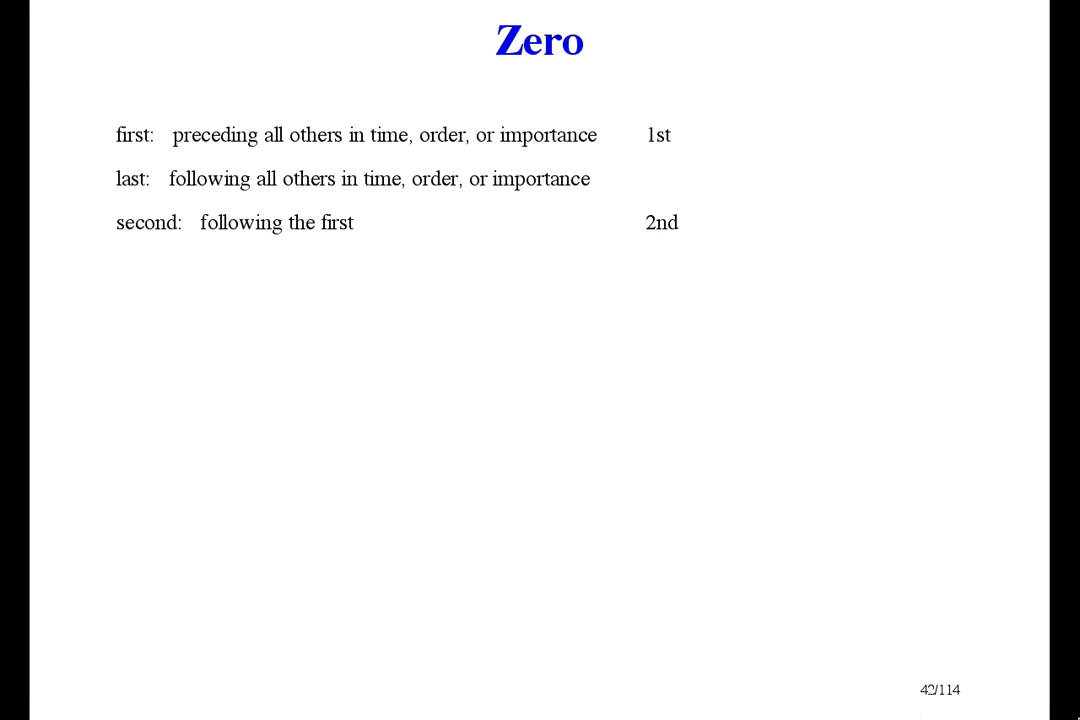 Zero
first: preceding all others in time, order, or importance 1st
last: following all others in time, order, or importance
second: following the first 2nd
42/114